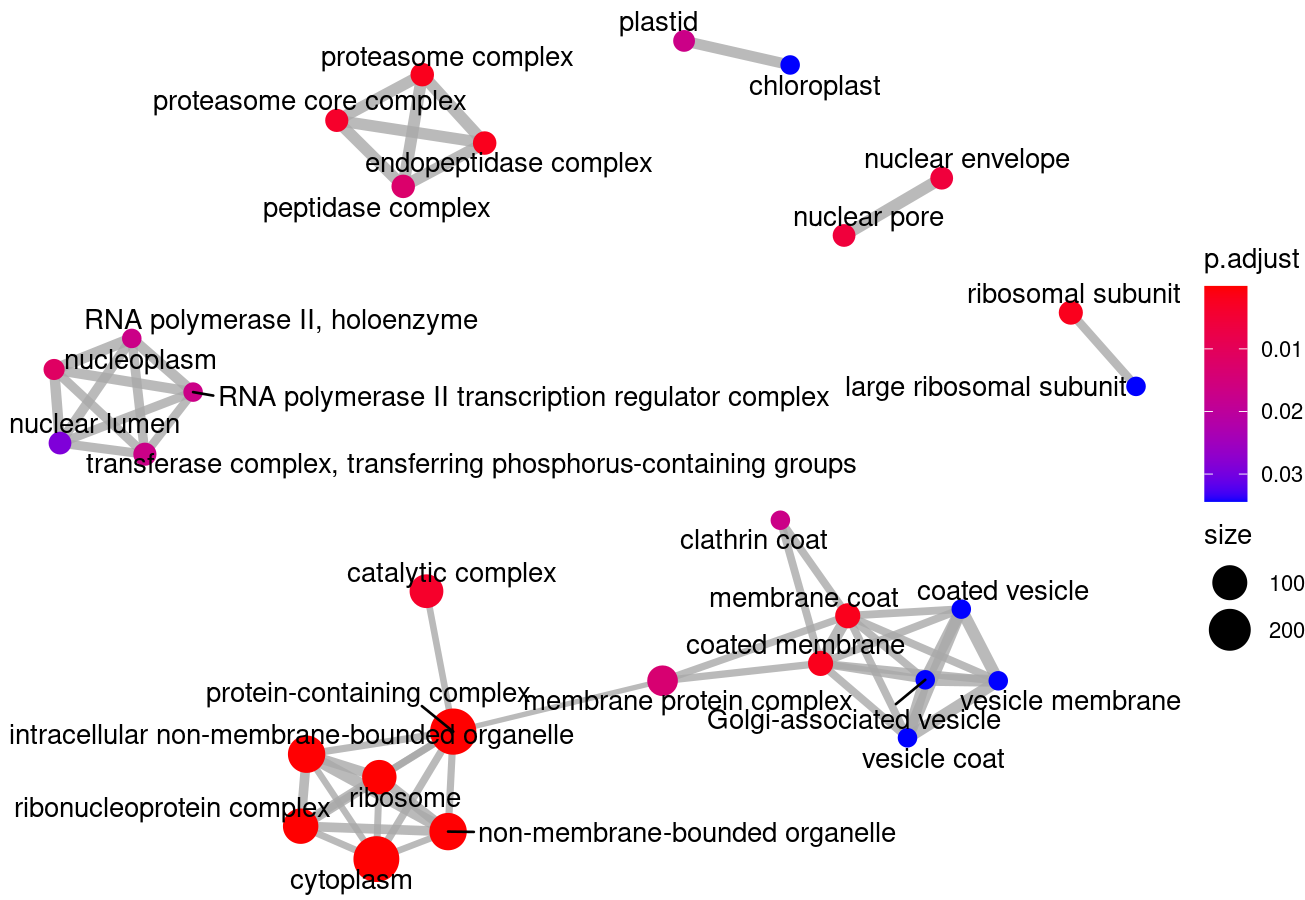 plastid
proteasome complex
chloroplast
proteasome core complex
endopeptidase complex
nuclear envelope
peptidase complex
nuclear pore
p.adjust
ribosomal subunit
RNA polymerase II, holoenzyme
0.01
nucleoplasm
large ribosomal subunit
RNA polymerase II transcription regulator complex
0.02
nuclear lumen
transferase complex, transferring phosphorus-containing groups
0.03
size
clathrin coat
catalytic complex
100
coated vesicle
membrane coat
200
coated membrane
protein-containing complex
membrane protein complex
vesicle membrane
Golgi-associated vesicle
intracellular non-membrane-bounded organelle
vesicle coat
ribosome
ribonucleoprotein complex
non-membrane-bounded organelle
cytoplasm